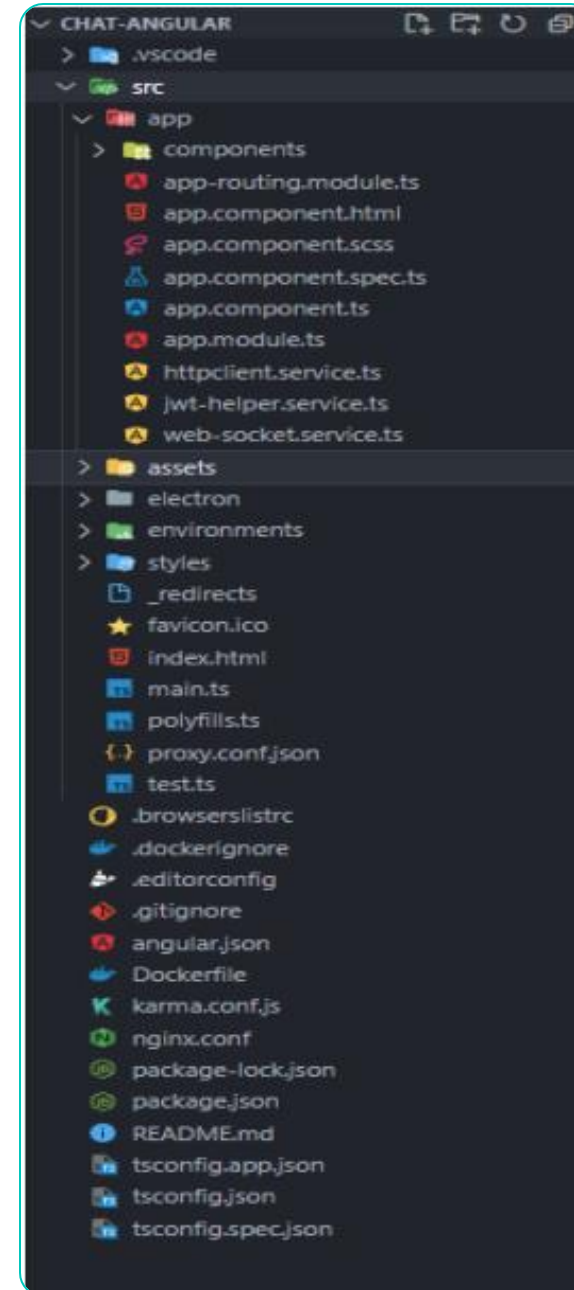 CHAT-ANGULAR
.vscode
src
app
components
app-routing.module.ts
app.component.html
app.component.scss
app.component.spec.ts
app.component.ts
app.module.ts
httpclient.service.ts
jwt-helper.service.ts
web-socket.service.ts
assets
electron
environments
styles
_redirects
favicon.ico
index.html
main.ts
polyfills.ts
proxy.conf.json
test.ts
.browserslistrc
.dockerignore
.editorconfig
.gitignore
angular.json
Dockerfile
karma.conf.js
nginx.conf
package-lock.json
package.json
README.md
tsconfig.app.json
tsconfig.json
tsconfig.spec.json